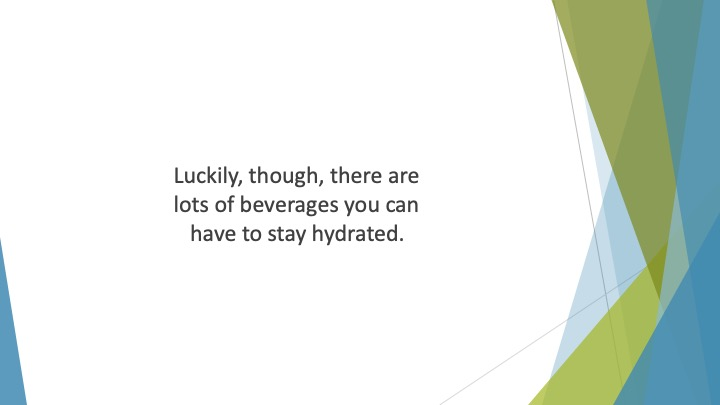 Luckily, though, there are
lots of beverages you can
have to stay hydrated.